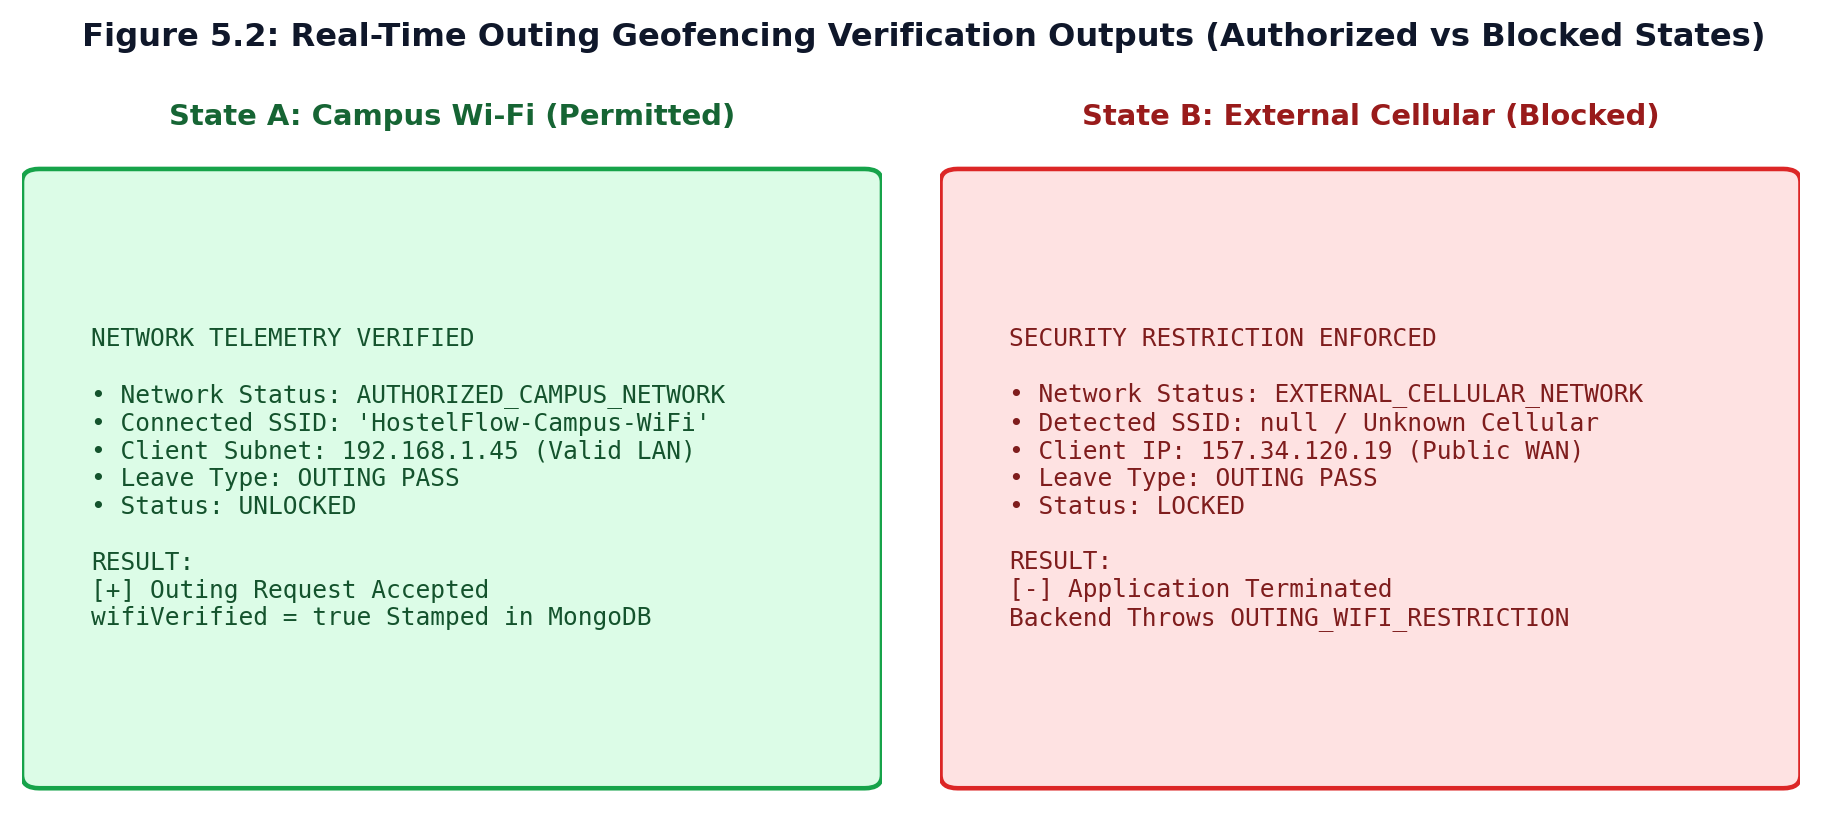 Figure 5.2: Real-Time Outing Geofencing Verification Outputs (Authorized vs Blocked States)
State A: Campus Wi-Fi (Permitted)
NETWORK TELEMETRY VERIFIED
• Network Status: AUTHORIZED_CAMPUS_NETWORK
• Connected SSID: 'HostelFlow-Campus-WiFi'
• Client Subnet: 192.168.1.45 (Valid LAN)
• Leave Type: OUTING PASS
• Status: UNLOCKED
RESULT:
[+] Outing Request Accepted
wifiVerified = true Stamped in MongoDB
State B: External Cellular (Blocked)
SECURITY RESTRICTION ENFORCED
• Network Status: EXTERNAL_CELLULAR_NETWORK
• Detected SSID: null / Unknown Cellular
• Client IP: 157.34.120.19 (Public WAN)
• Leave Type: OUTING PASS
• Status: LOCKED
RESULT:
[-] Application Terminated
Backend Throws OUTING_WIFI_RESTRICTION